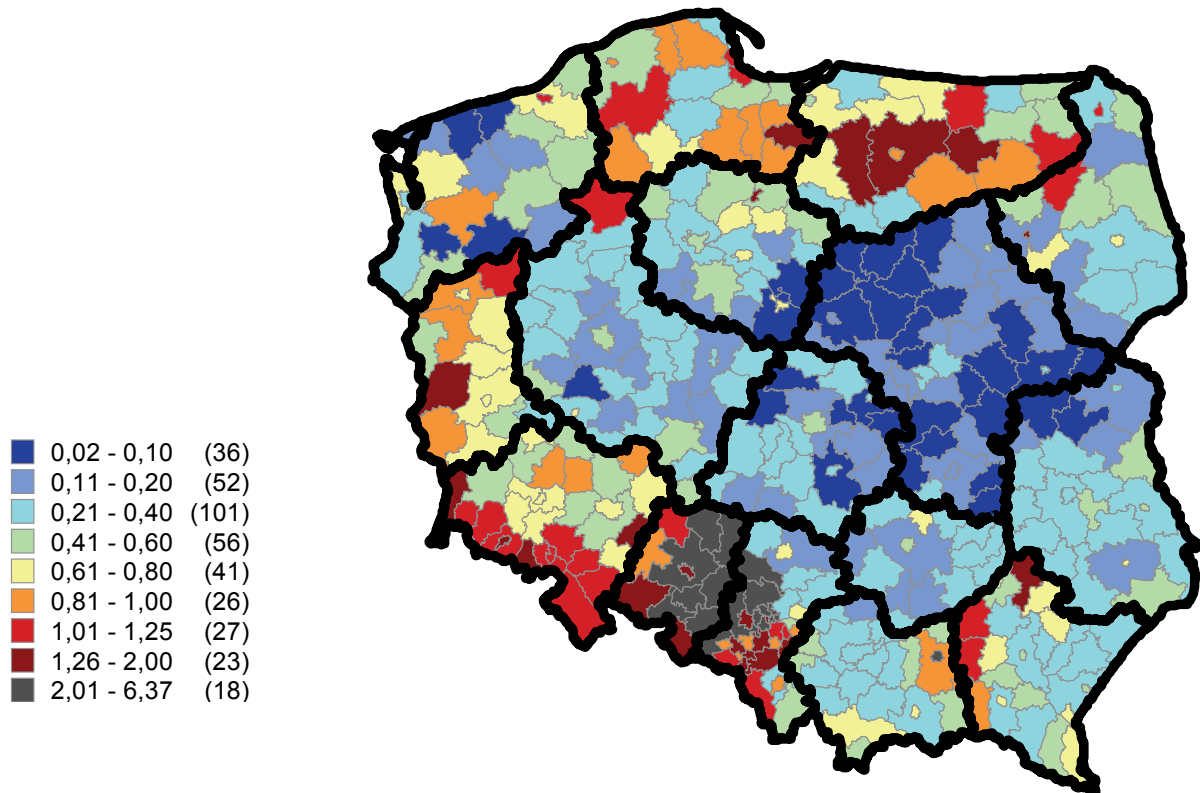 0,02 - 0,10 (36)
0,11 - 0,20 (52)
0,21 - 0,40 (101)
0,41 - 0,60 (56)
0,61 - 0,80 (41)
0,81 - 1,00 (26)
1,01 - 1,25 (27)
1,26 - 2,00 (23)
2,01 - 6,37 (18)